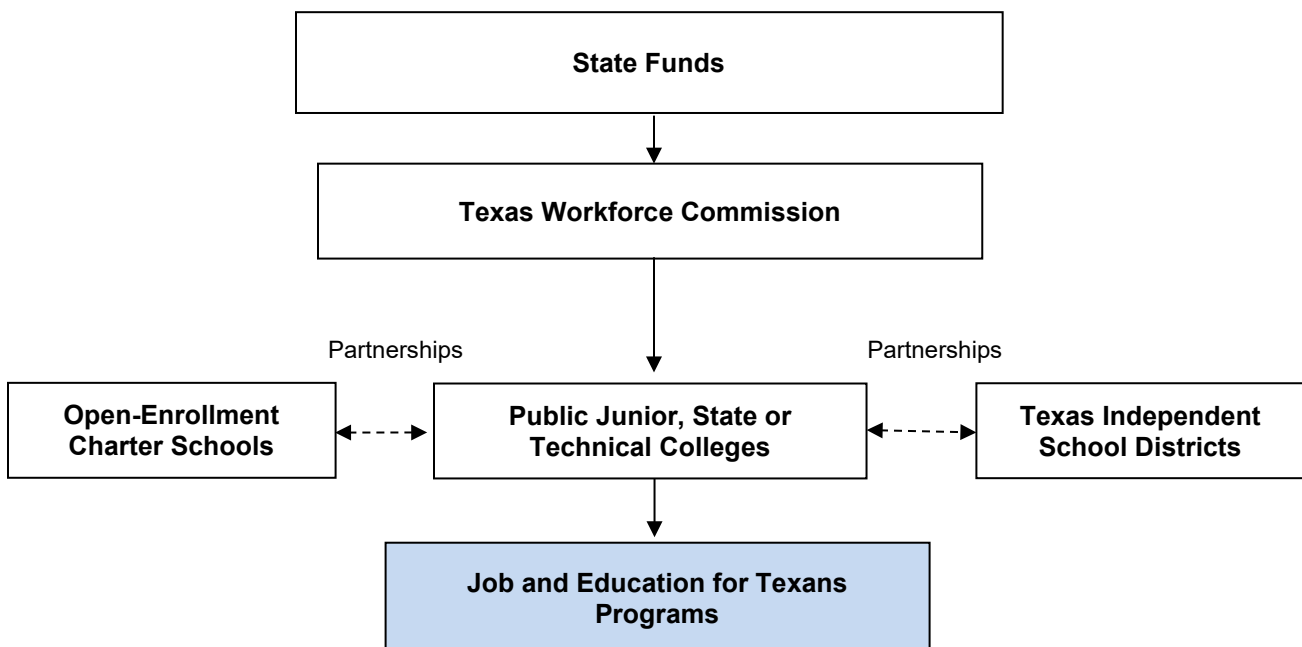 State Funds
Texas Workforce Commission
Partnerships
Partnerships
Open-Enrollment
Charter Schools
Public Junior, State or
Technical Colleges
Texas Independent
School Districts
Job and Education for Texans
Programs